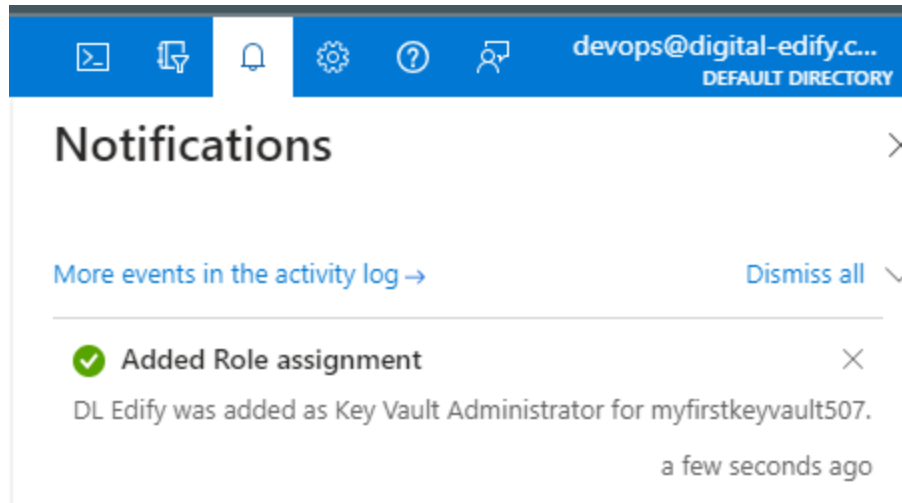 devops@digital-edify.c...
DEFAULT DIRECTORY
Notifications
More events in the activity log →
Dismiss all
Added Role assignment
DL Edify was added as Key Vault Administrator for myfirstkeyvault507.
a few seconds ago